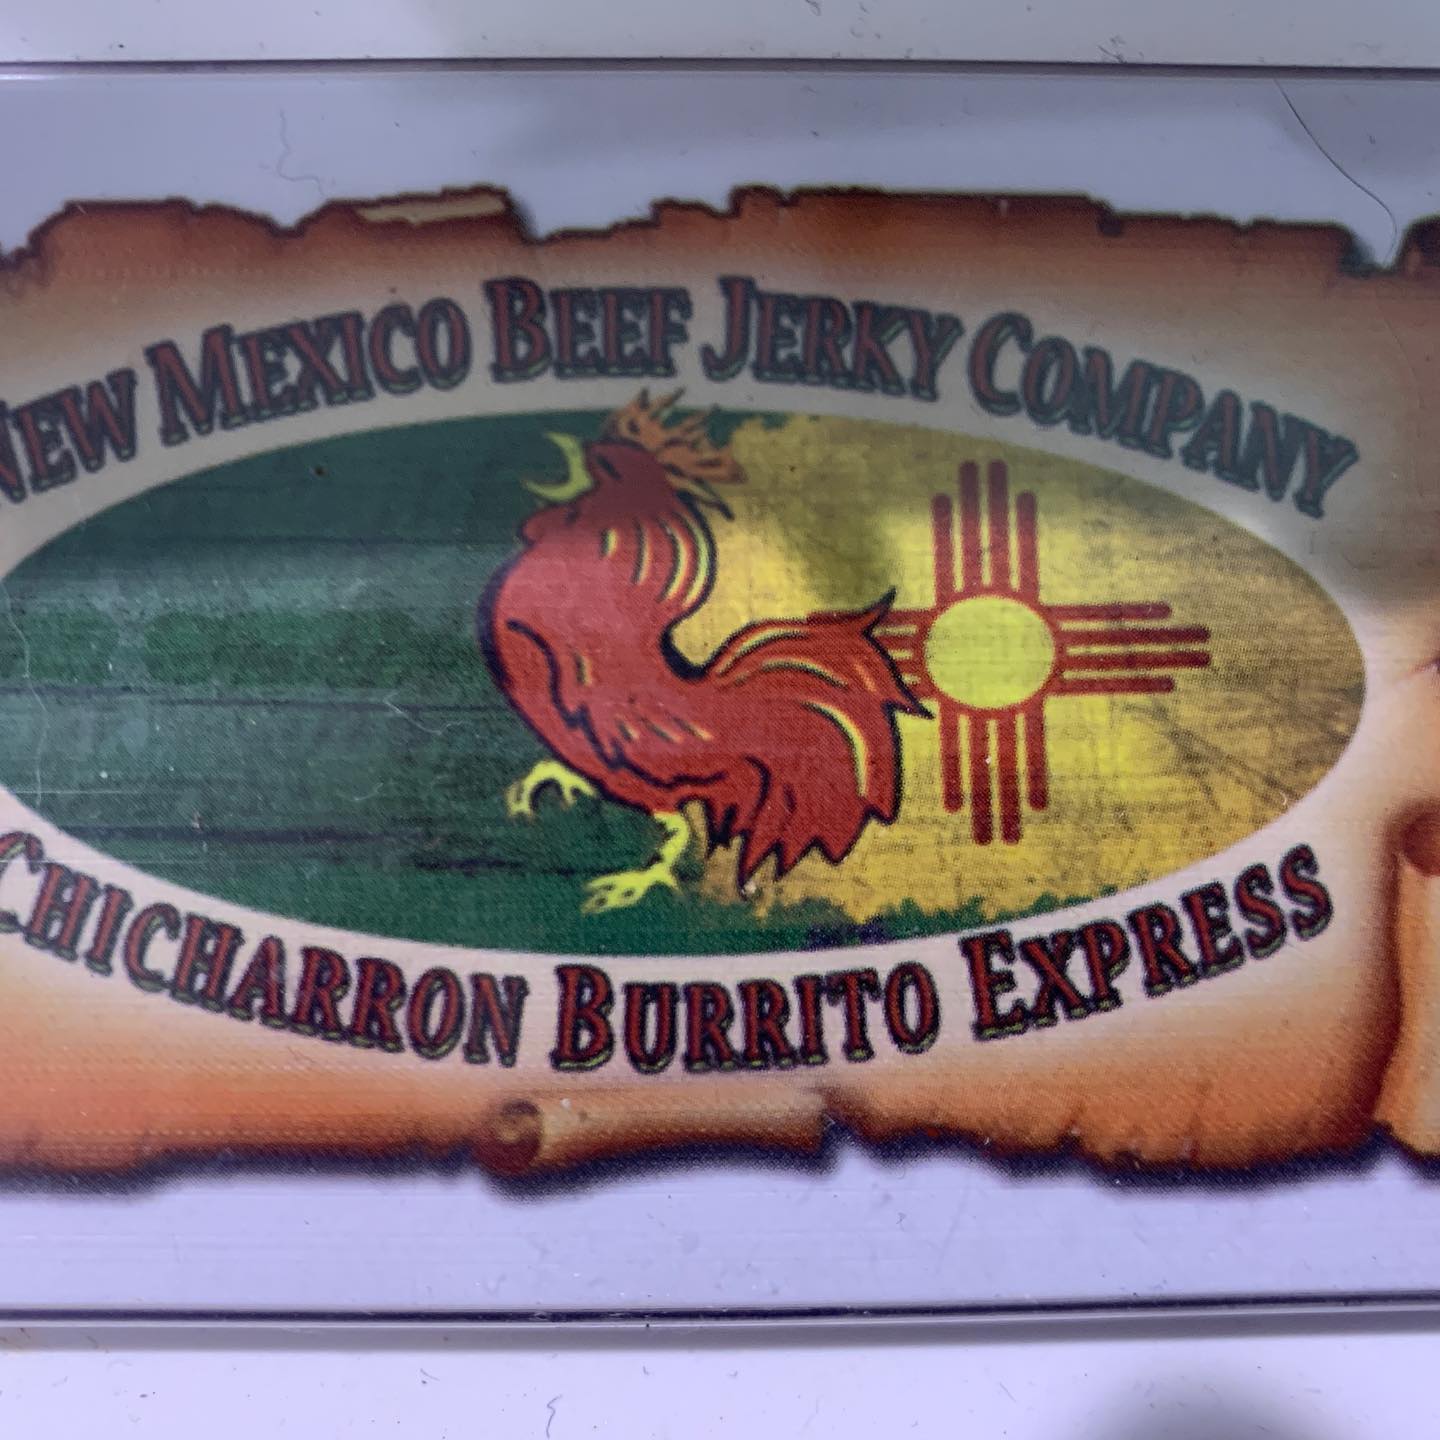 New Mexico Beef Jerky Company
Chicharron Burrito Express